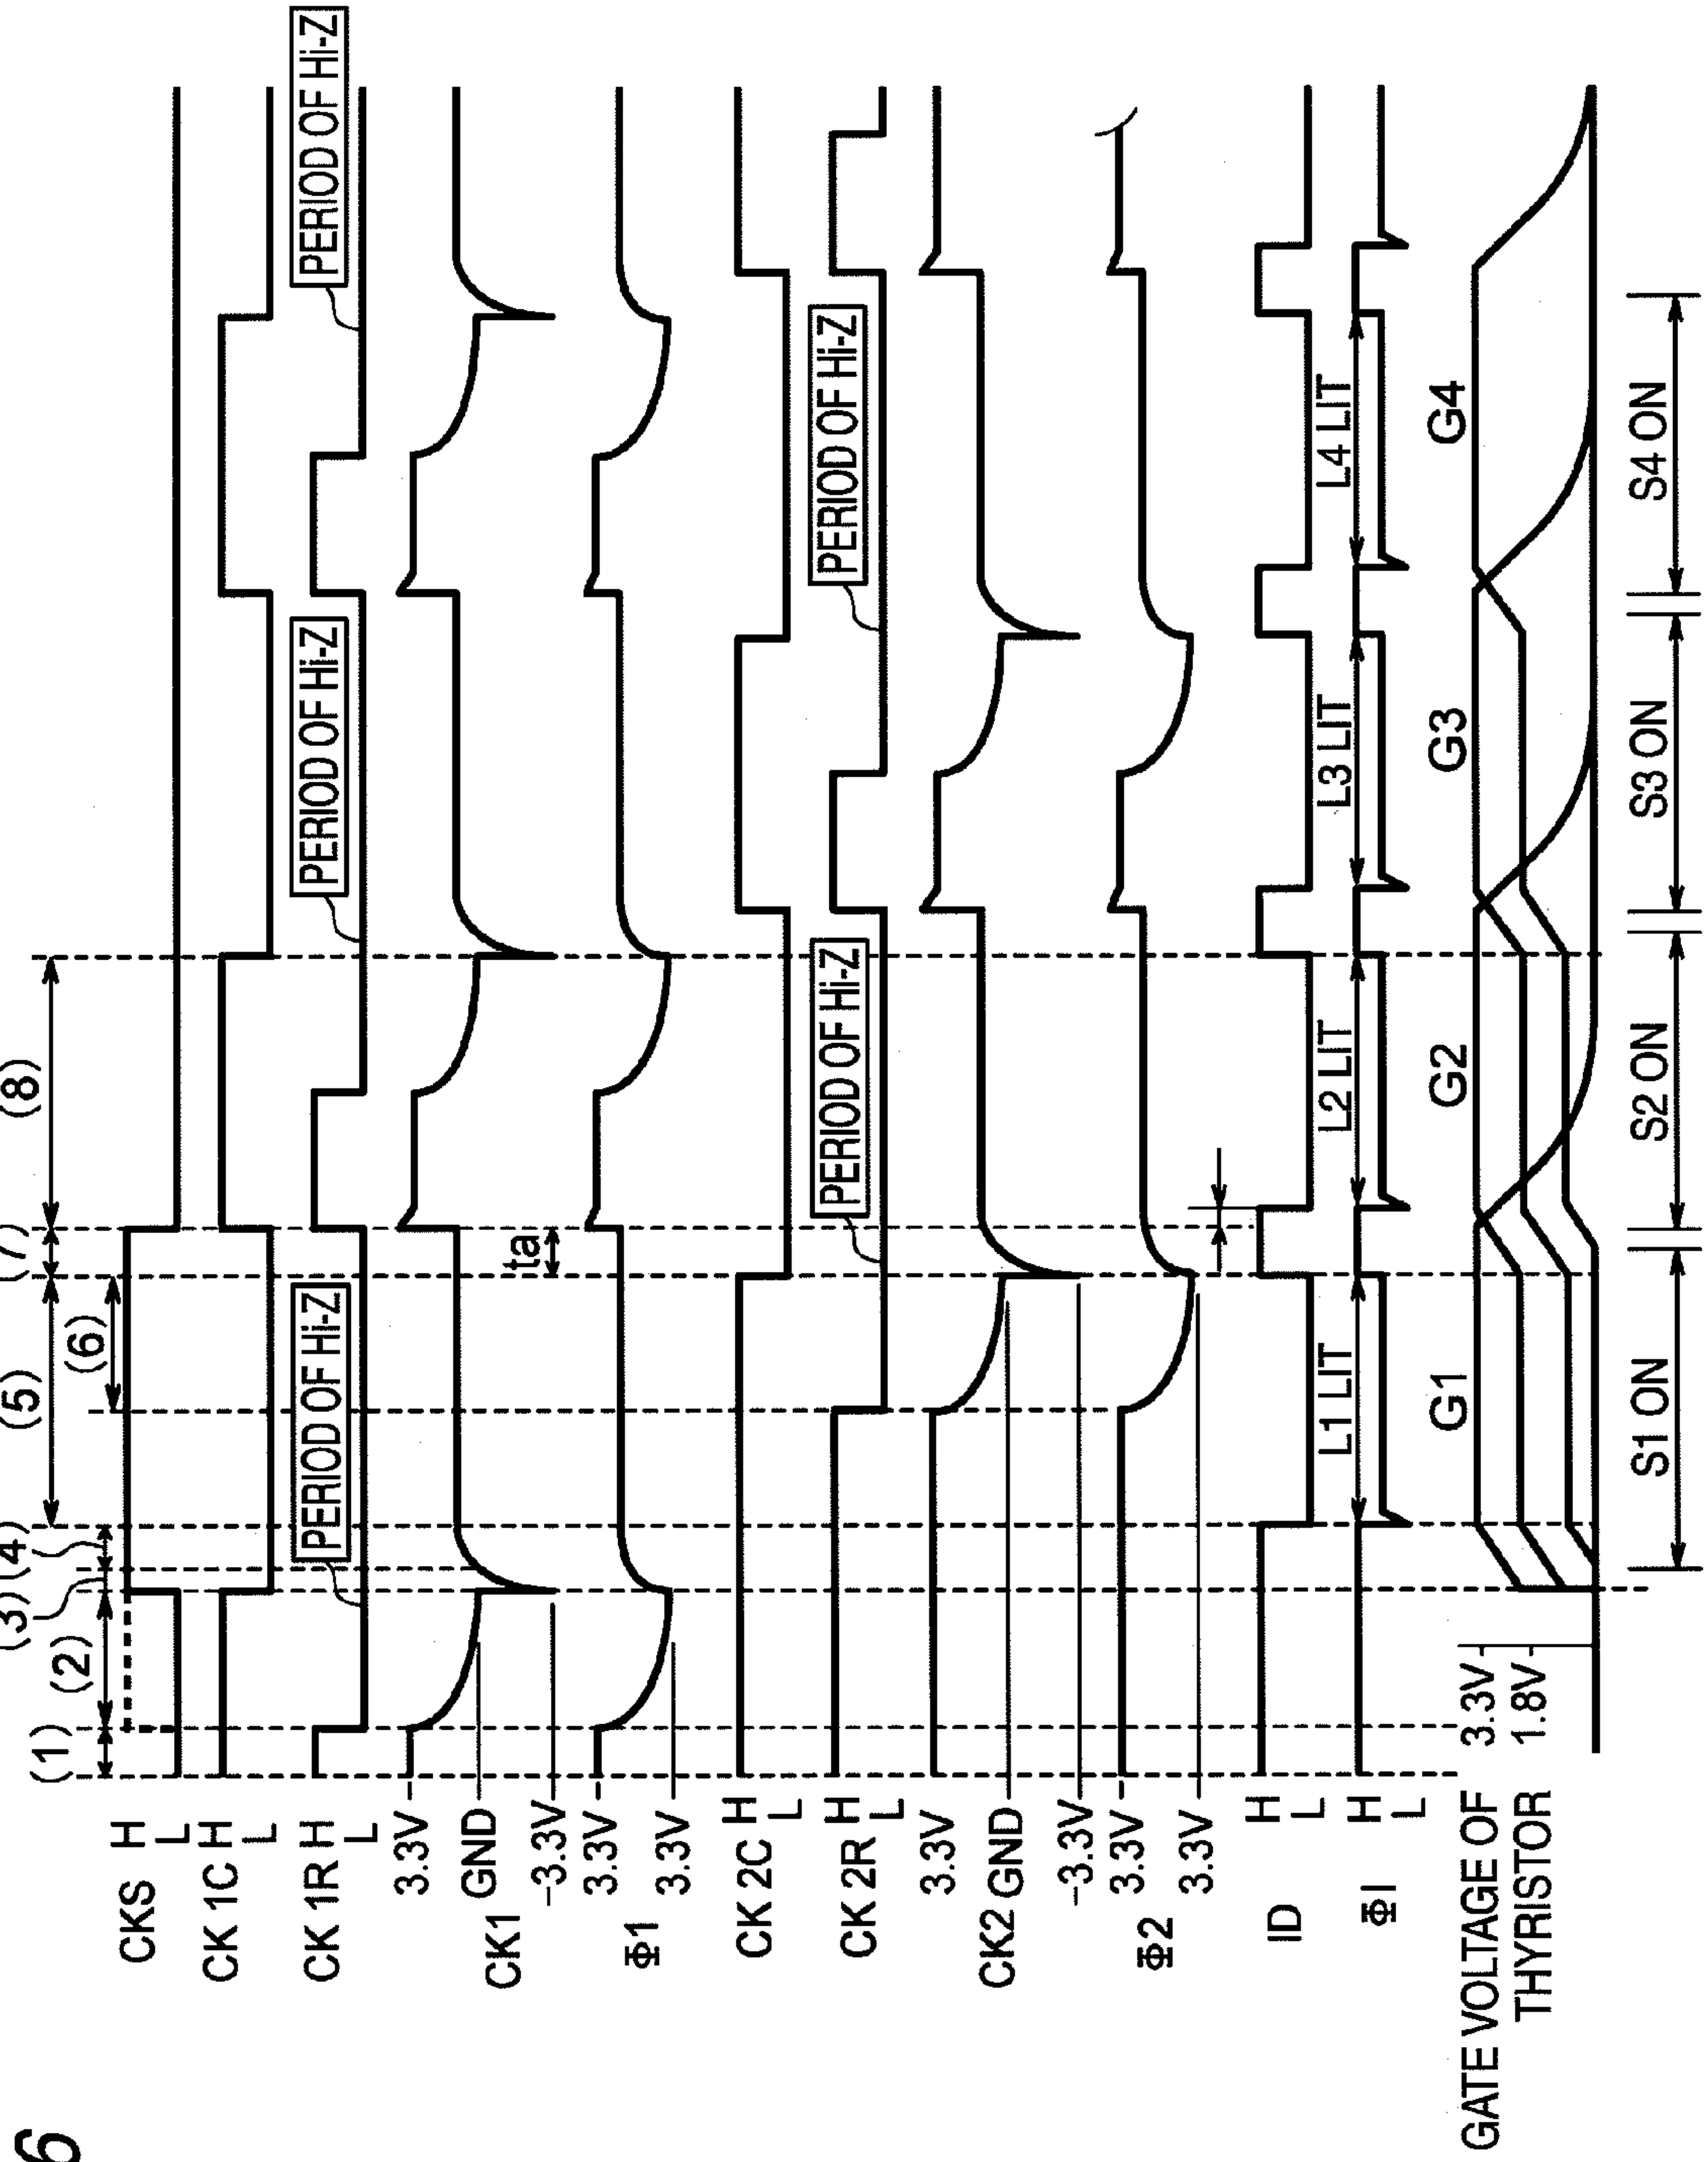 6
(1)
(2)
(3)
(4)
(5)
(6)
(7)
(8)
CKS H
L
CK 1C H
L
CK 1R H
L
PERIOD OF Hi-Z
PERIOD OF Hi-Z
PERIOD OF Hi-Z
3.3V
CK1 GND
-3.3V
ta
3.3V
Φ1
3.3V
CK 2C H
L
CK 2R H
L
PERIOD OF Hi-Z
PERIOD OF Hi-Z
3.3V
CK2 GND
-3.3V
3.3V
Φ2
3.3V
ID H
L
ΦI H
L
L1 LIT
L2 LIT
L3 LIT
L4 LIT
GATE VOLTAGE OF
THYRISTOR
3.3V
1.8V
G1
G2
G3
G4
S1 ON
S2 ON
S3 ON
S4 ON